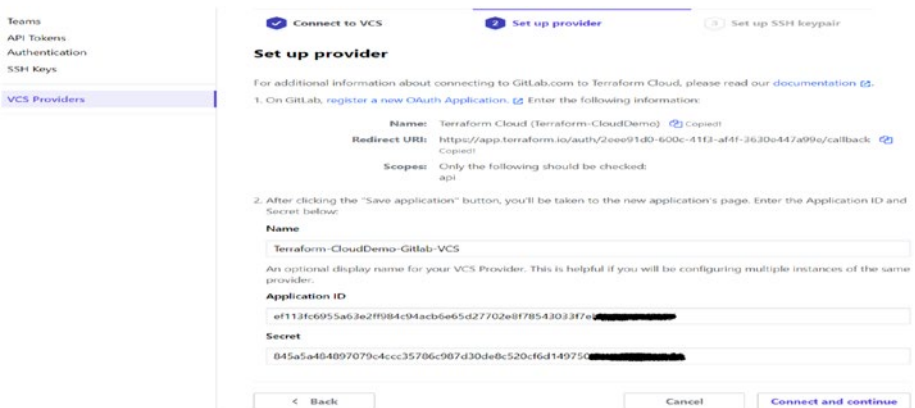 Teams
API Tokens
Authentication
SSH Keys
VCS Providers
Connect to VCS
2 Set up provider
3 Set up SSH keypair
Set up provider
For additional information about connecting to GitLab.com to Terraform Cloud, please read our documentation.
1. On GitLab, register a new OAuth Application. Enter the following information:
Name: Terraform Cloud (Terraform-CloudDemo) Copied!
Redirect URI: https://app.terraform.io/auth/2eee91d0-600c-41f3-af4f-3630e447a99e/callback
Copied!
Scopes: Only the following should be checked:
api
2. After clicking the "Save application" button, you'll be taken to the new application's page. Enter the Application ID and
Secret below:
Name
Terraform-CloudDemo-Gitlab-VCS
An optional display name for your VCS Provider. This is helpful if you will be configuring multiple instances of the same
provider.
Application ID
ef113fc6955a63e2ff984c94acb6e65d27702e8f78543033f7e
Secret
845a5a484897079c4ccc35786c987d30de8c520cf6d149750
< Back
Cancel
Connect and continue